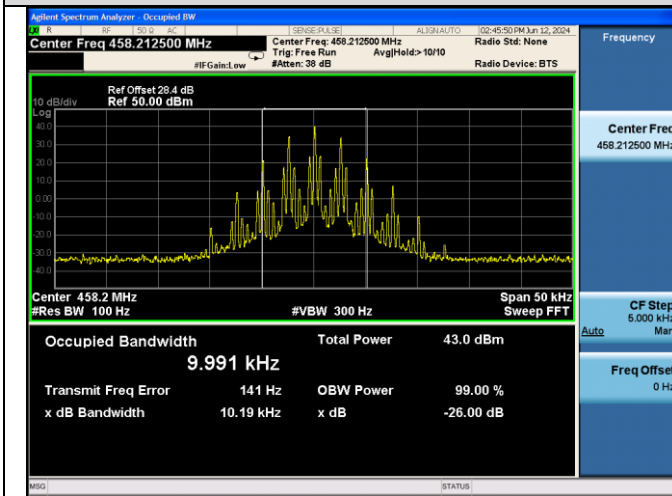 Agilent Spectrum Analyzer - Occupied BW
R RF 50 Ω AC SENSE:PULSE ALIGN AUTO 02:45:50 PM Jun 12, 2024
Center Freq 458.212500 MHz
Center Freq: 458.212500 MHz
Radio Std: None
Frequency
Trig: Free Run Avg|Hold:>10/10
#IFGain:Low #Atten: 38 dB Radio Device: BTS
Ref Offset 28.4 dB
10 dB/div Ref 50.00 dBm
Log
40.0
30.0
20.0
10.0
0.00
-10.0
-20.0
-30.0
-40.0
Center 458.2 MHz Span 50 kHz
#Res BW 100 Hz #VBW 300 Hz Sweep FFT
Occupied Bandwidth Total Power 43.0 dBm
9.991 kHz
Transmit Freq Error 141 Hz OBW Power 99.00 %
x dB Bandwidth 10.19 kHz x dB -26.00 dB
Center Freq
458.212500 MHz
CF Step
5.000 kHz
Auto Man
Freq Offset
0 Hz
MSG STATUS